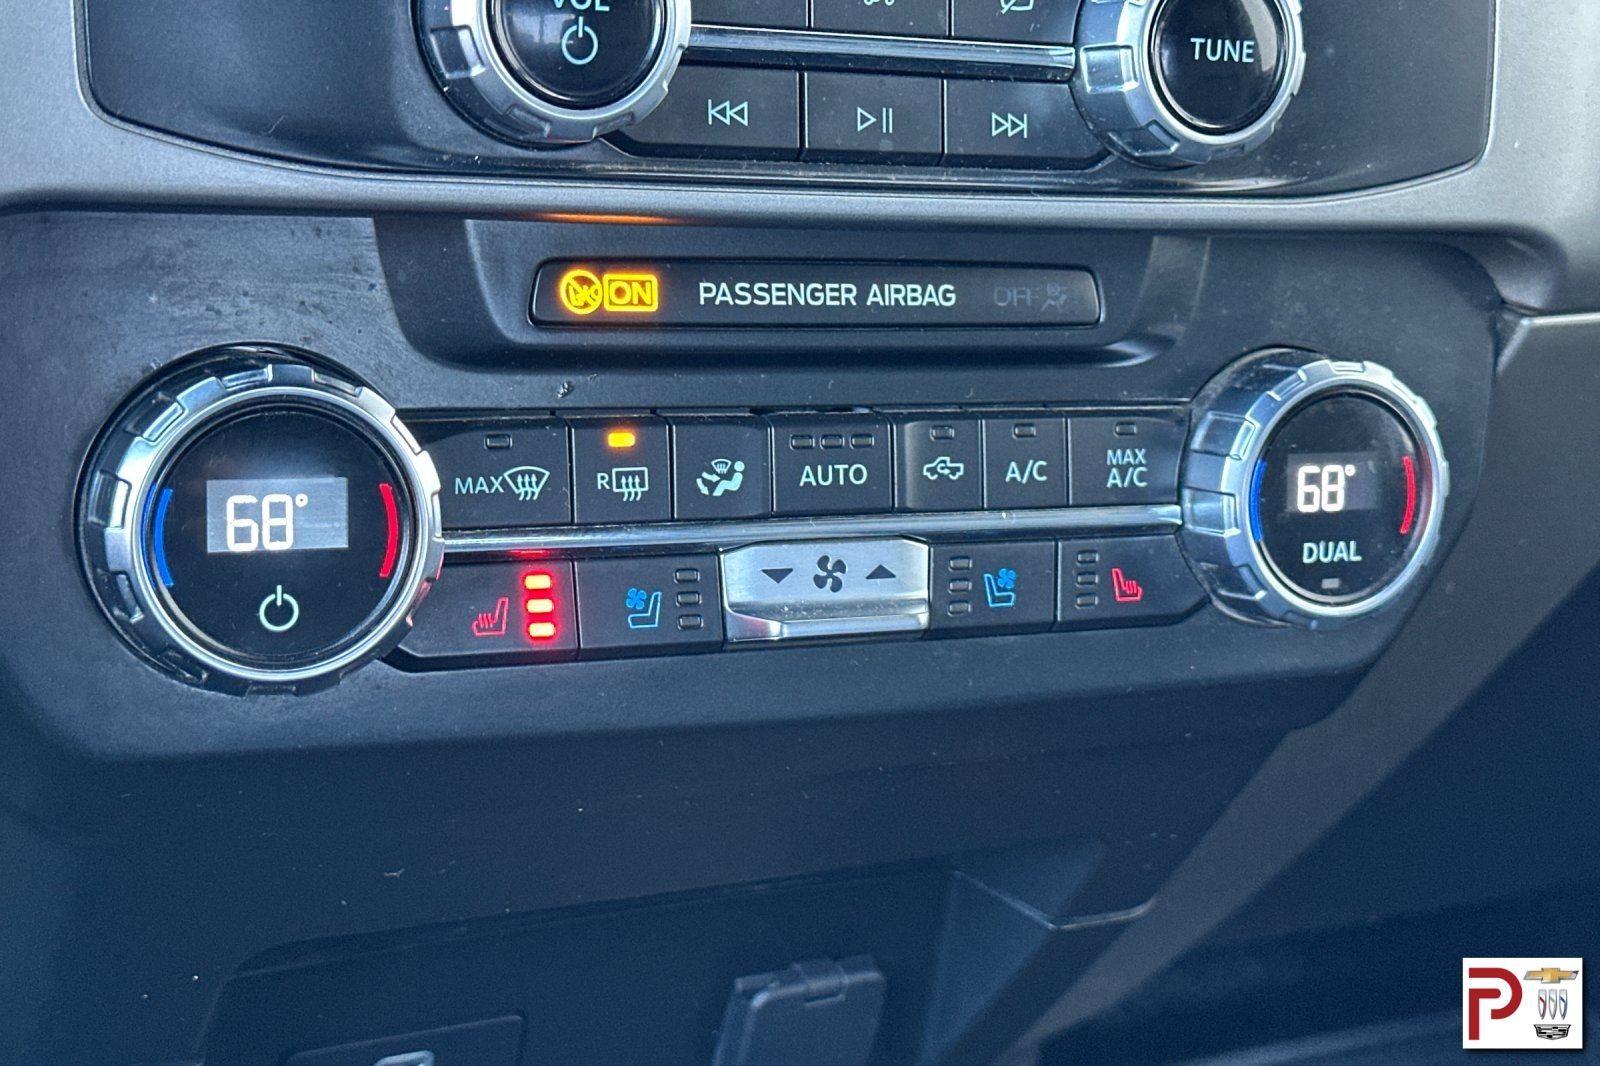 VOL
TUNE
ON PASSENGER AIRBAG OFF
68°
MAX
R
AUTO
A/C
MAX
A/C
68°
DUAL
P